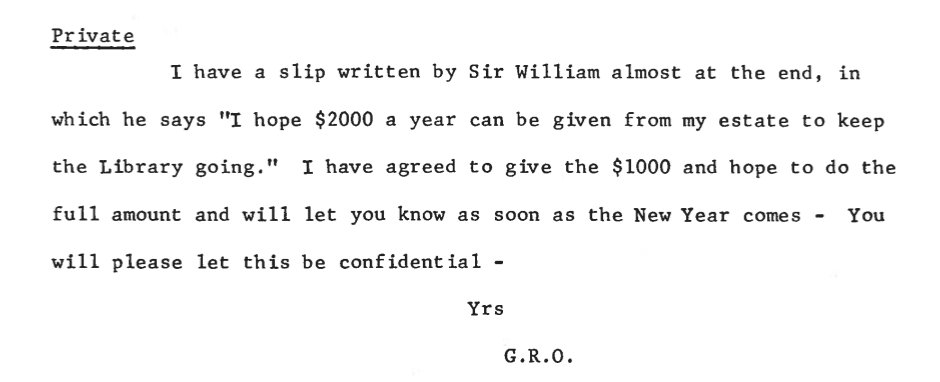 Private
I have a slip written by Sir William almost at the end, in
which he says "I hope $2000 a year can be given from my estate to keep
the Library going." I have agreed to give the $1000 and hope to do the
full amount and will let you know as soon as the New Year comes - You
will please let this be confidential -
Yrs
G.R.O.